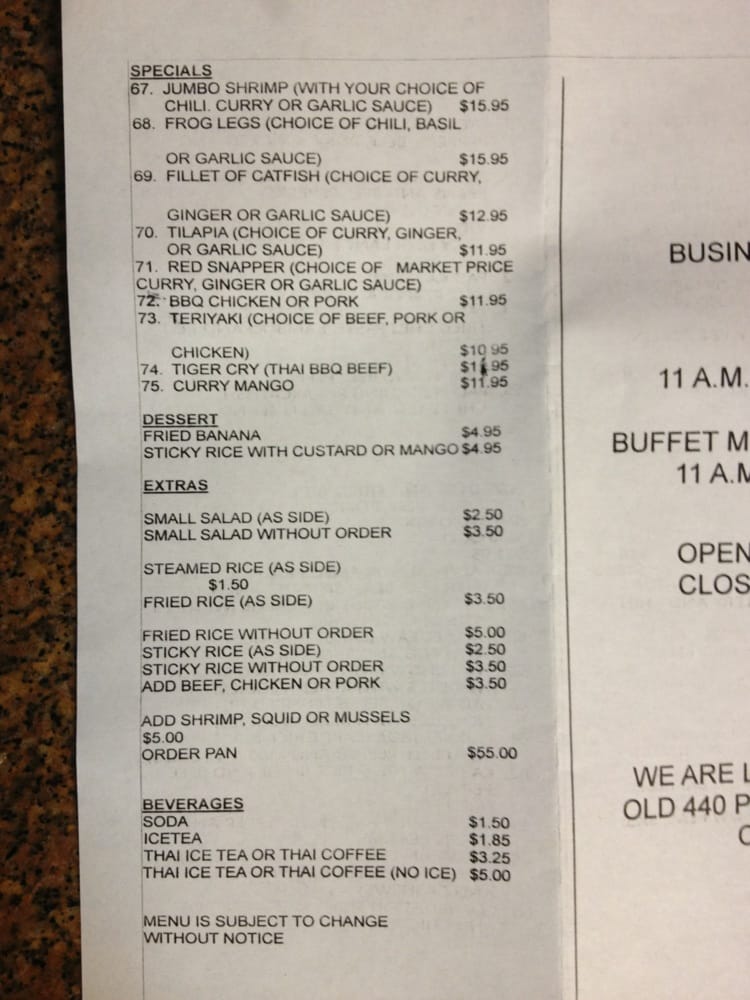 SPECIALS
67. JUMBO SHRIMP (WITH YOUR CHOICE OF
CHILI. CURRY OR GARLIC SAUCE) $15.95
68. FROG LEGS (CHOICE OF CHILI, BASIL
OR GARLIC SAUCE) $15.95
69. FILLET OF CATFISH (CHOICE OF CURRY,
GINGER OR GARLIC SAUCE) $12.95
70. TILAPIA (CHOICE OF CURRY, GINGER,
OR GARLIC SAUCE) $11.95
71. RED SNAPPER (CHOICE OF MARKET PRICE
CURRY, GINGER OR GARLIC SAUCE)
72. BBQ CHICKEN OR PORK $11.95
73. TERIYAKI (CHOICE OF BEEF, PORK OR
CHICKEN) $10.95
74. TIGER CRY (THAI BBQ BEEF)
75. CURRY MANGO $11.95
DESSERT
FRIED BANANA $4.95
STICKY RICE WITH CUSTARD OR MANGO $4.95
EXTRAS
SMALL SALAD (AS SIDE) $2.50
SMALL SALAD WITHOUT ORDER $3.50
STEAMED RICE (AS SIDE)
$1.50
FRIED RICE (AS SIDE) $3.50
FRIED RICE WITHOUT ORDER $5.00
STICKY RICE (AS SIDE) $2.50
STICKY RICE WITHOUT ORDER $3.50
ADD BEEF, CHICKEN OR PORK $3.50
ADD SHRIMP, SQUID OR MUSSELS
$5.00
ORDER PAN $55.00
BEVERAGES
SODA $1.50
ICETEA $1.85
THAI ICE TEA OR THAI COFFEE $3.25
THAI ICE TEA OR THAI COFFEE (NO ICE) $5.00
MENU IS SUBJECT TO CHANGE
WITHOUT NOTICE
BUSIN
11 A.M.
BUFFET M
11 A.M
OPEN
CLOS
WE ARE L
OLD 440 P